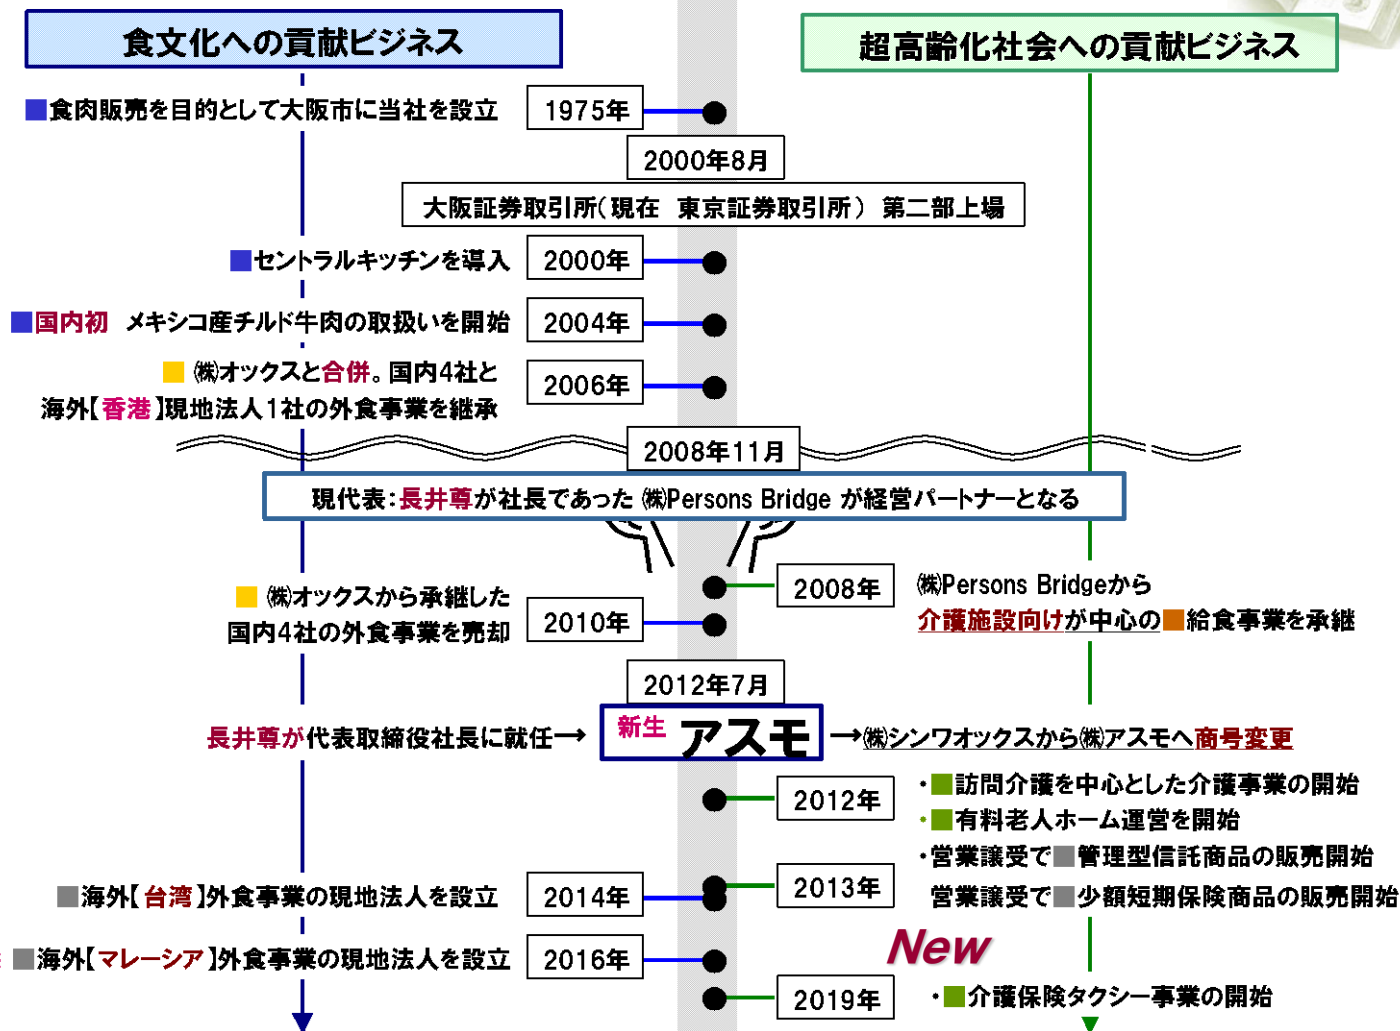 食文化への貢献ビジネス
超高齢化社会への貢献ビジネス
■食肉販売を目的として大阪市に当社を設立
1975年
2000年8月
大阪証券取引所(現在 東京証券取引所) 第二部上場
■セントラルキッチンを導入
2000年
■国内初 メキシコ産チルド牛肉の取扱いを開始
2004年
■ ㈱オックスと合併。国内4社と
海外【香港】現地法人1社の外食事業を継承
2006年
2008年11月
現代表:長井尊が社長であった ㈱Persons Bridge が経営パートナーとなる
2008年
㈱Persons Bridgeから
介護施設向けが中心の■給食事業を承継
■ ㈱オックスから承継した
国内4社の外食事業を売却
2010年
2012年7月
長井尊が代表取締役社長に就任→
新生 アスモ
→㈱シンワオックスから㈱アスモへ商号変更
2012年
・■訪問介護を中心とした介護事業の開始
・■有料老人ホーム運営を開始
・営業譲受で■管理型信託商品の販売開始
2013年
営業譲受で■少額短期保険商品の販売開始
■海外【台湾】外食事業の現地法人を設立
2014年
■海外【マレーシア】外食事業の現地法人を設立
2016年
New
2019年
・■介護保険タクシー事業の開始